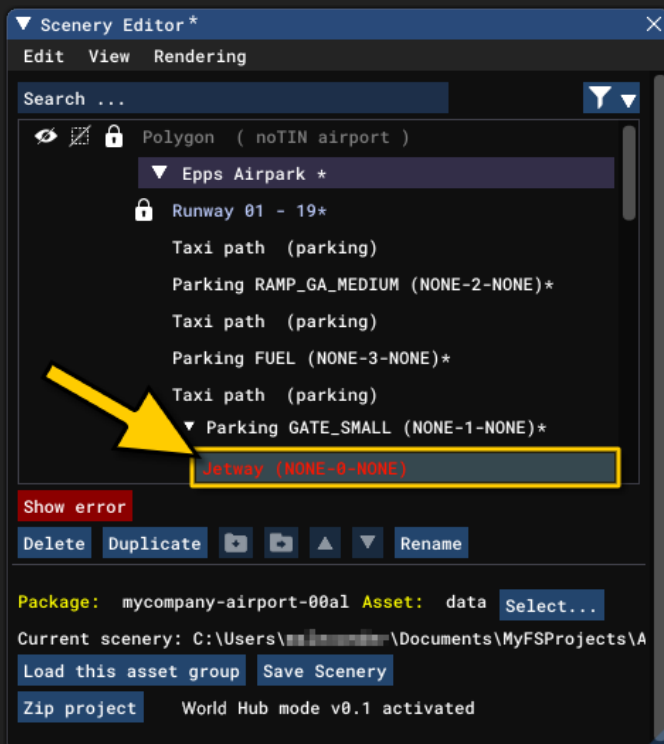 Scenery Editor*
Edit View Rendering
Search ...
Polygon ( noTIN airport )
Epps Airpark *
Runway 01 - 19*
Taxi path (parking)
Parking RAMP_GA_MEDIUM (NONE-2-NONE)*
Taxi path (parking)
Parking FUEL (NONE-3-NONE)*
Taxi path (parking)
Parking GATE_SMALL (NONE-1-NONE)*
Jetway (NONE-0-NONE)
Show error
Delete Duplicate Rename
Package: mycompany-airport-00al Asset: data Select...
Current scenery: C:\Users\ \Documents\MyFSProjects\A
Load this asset group Save Scenery
Zip project World Hub mode v0.1 activated